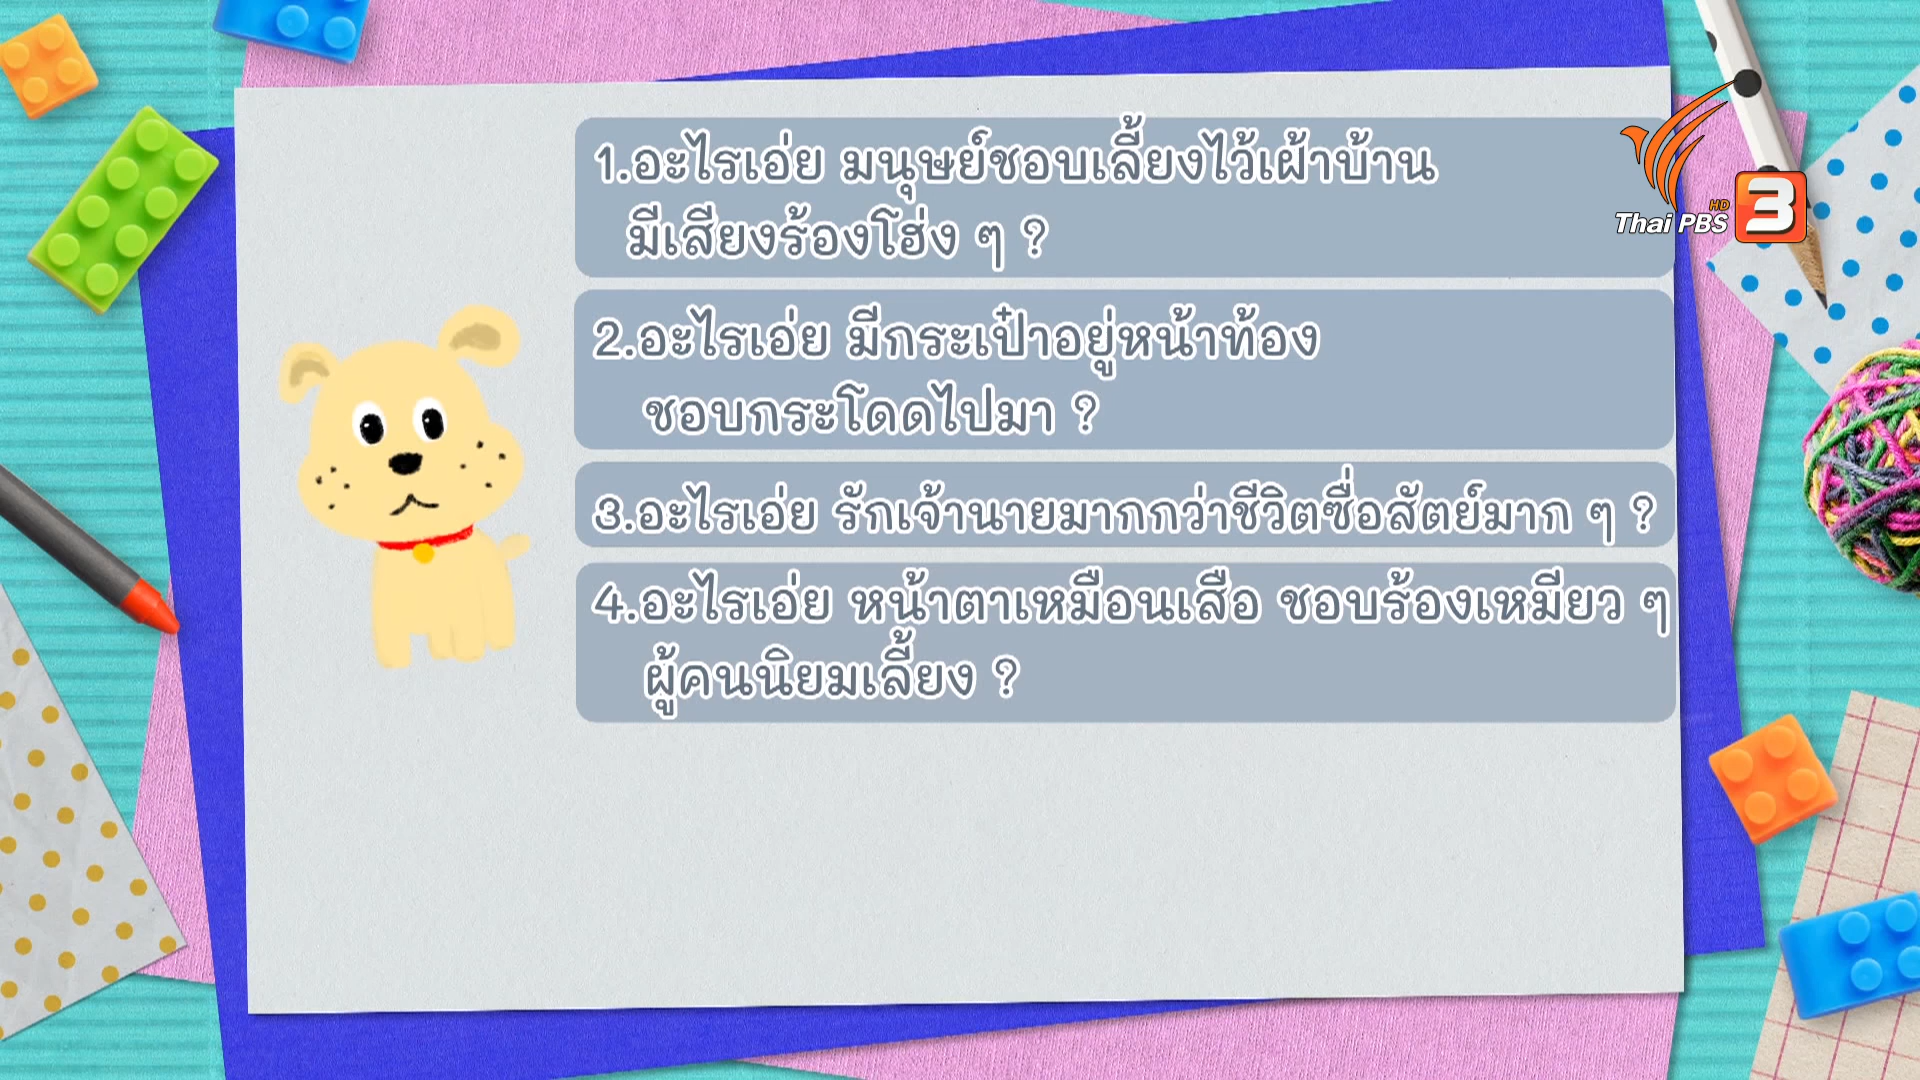 1.อะไรเอ่ย มนุษย์ชอบเลี้ยงไว้เฝ้าบ้าน
มีเสียงร้องโฮ่ง ๆ ?
2.อะไรเอ่ย มีกระเป๋าอยู่หน้าท้อง
ชอบกระโดดไปมา ?
3.อะไรเอ่ย รักเจ้านายมากกว่าชีวิตซื่อสัตย์มาก ๆ ?
4.อะไรเอ่ย หน้าตาเหมือนเสือ ชอบร้องเหมียว ๆ
ผู้คนนิยมเลี้ยง ?
HD
Thai PBS 3